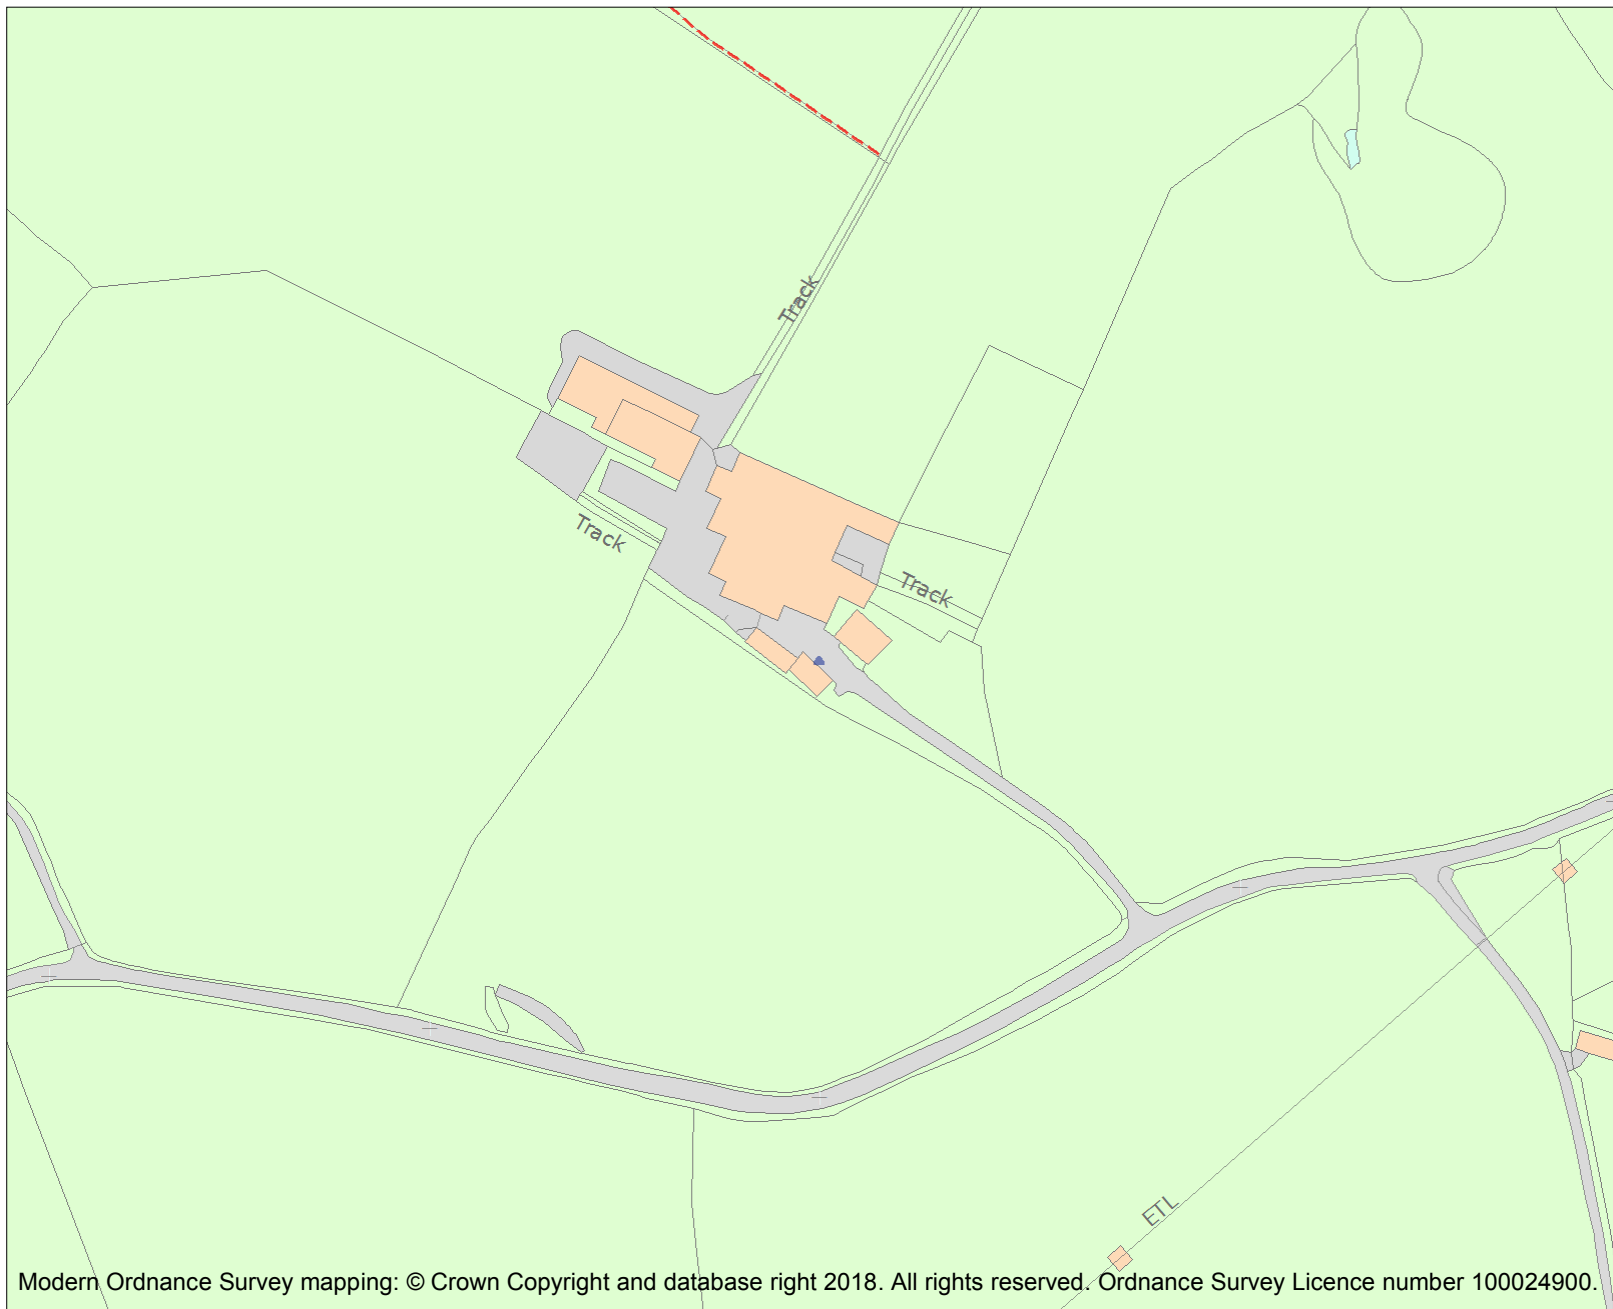 Track
Track
Track
ETL
Modern Ordnance Survey mapping: © Crown Copyright and database right 2018. All rights reserved. Ordnance Survey Licence number 100024900.